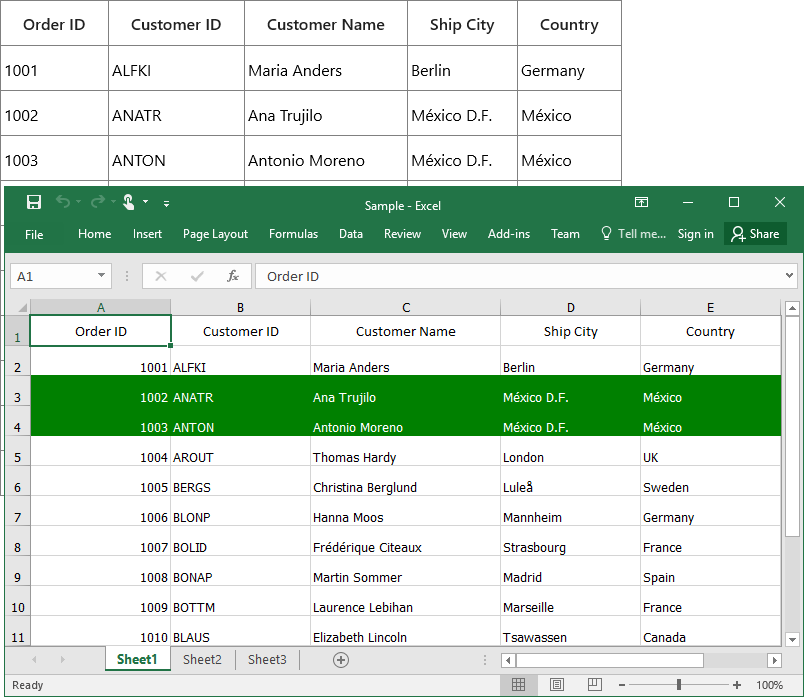 Order ID Customer ID Customer Name Ship City Country
1001 ALFKI Maria Anders Berlin Germany
1002 ANATR Ana Trujilo México D.F. México
1003 ANTON Antonio Moreno México D.F. México
Sample - Excel
File Home Insert Page Layout Formulas Data Review View Add-ins Team Tell me... Sign in Share
A1 fx Order ID
A B C D E
1 Order ID Customer ID Customer Name Ship City Country
2 1001 ALFKI Maria Anders Berlin Germany
3 1002 ANATR Ana Trujilo México D.F. México
4 1003 ANTON Antonio Moreno México D.F. México
5 1004 AROUT Thomas Hardy London UK
6 1005 BERGS Christina Berglund Luleå Sweden
7 1006 BLONP Hanna Moos Mannheim Germany
8 1007 BOLID Frédérique Citeaux Strasbourg France
9 1008 BONAP Martin Sommer Madrid Spain
10 1009 BOTTM Laurence Lebihan Marseille France
11 1010 BLAUS Elizabeth Lincoln Tsawassen Canada
Sheet1 Sheet2 Sheet3
Ready 100%